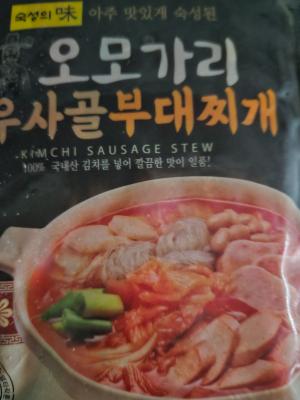 숙성의 味 아주 맛있게 숙성된
오모가리
우사골부대찌개
KIMCHI SAUSAGE STEW
100% 국내산 김치를 넣어 깔끔한 맛이 일품!